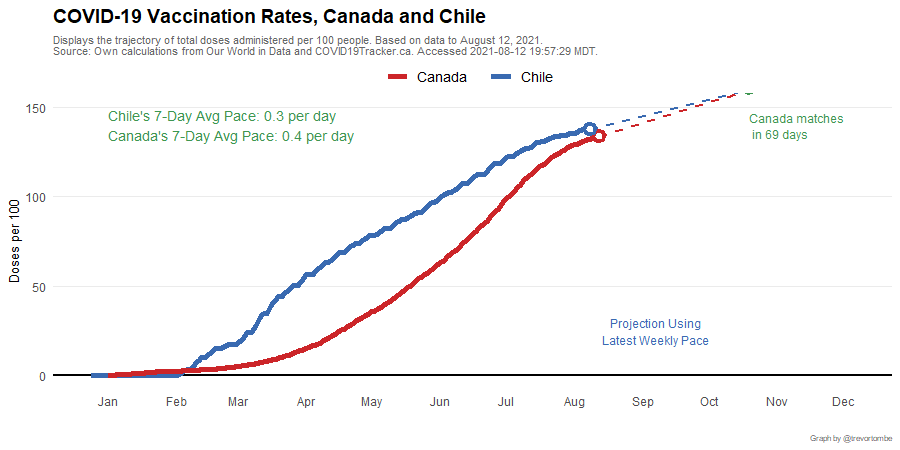 COVID-19 Vaccination Rates, Canada and Chile
Displays the trajectory of total doses administered per 100 people. Based on data to August 12, 2021.
Source: Own calculations from Our World in Data and COVID19Tracker.ca. Accessed 2021-08-12 19:57:29 MDT.
Canada Chile
150
Chile's 7-Day Avg Pace: 0.3 per day
Canada's 7-Day Avg Pace: 0.4 per day
Canada matches
in 69 days
100
Doses per 100
50
Projection Using
Latest Weekly Pace
0
Jan Feb Mar Apr May Jun Jul Aug Sep Oct Nov Dec
Graph by @trevortombe